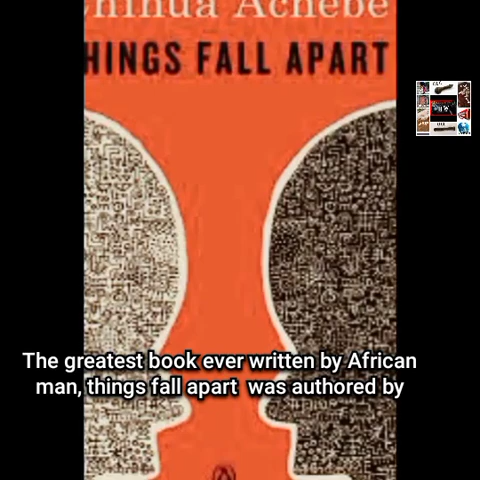 hinua Achebe
HINGS FALL APART
The greatest book ever written by African
man, things fall apart was authored by